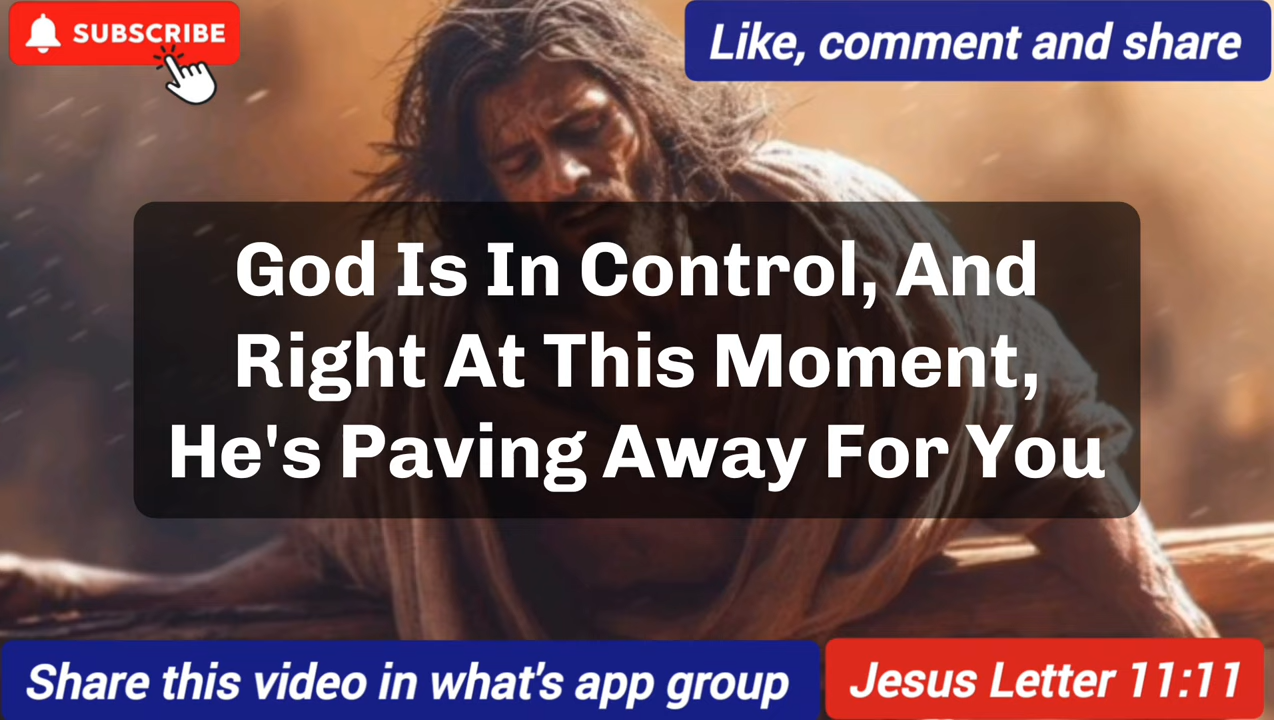 SUBSCRIBE
Like, comment and share
God Is In Control, And
Right At This Moment,
He's Paving Away For You
Share this video in what's app group
Jesus Letter 11:11